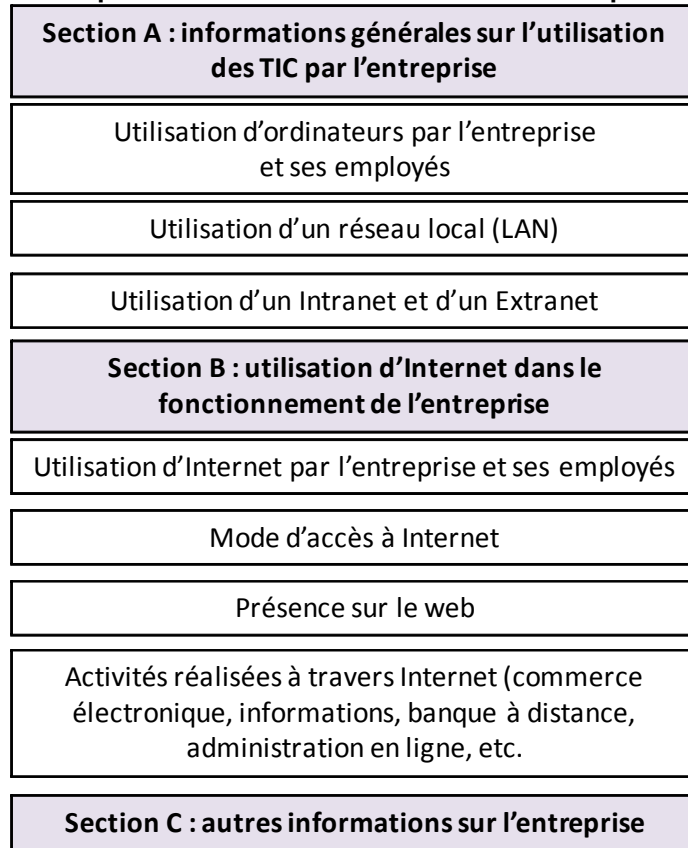 Section A : informations générales sur l'utilisation
des TIC par l'entreprise
Utilisation d'ordinateurs par l'entreprise
et ses employés
Utilisation d'un réseau local (LAN)
Utilisation d'un Intranet et d'un Extranet
Section B : utilisation d'Internet dans le
fonctionnement de l'entreprise
Utilisation d'Internet par l'entreprise et ses employés
Mode d'accès à Internet
Présence sur le web
Activités réalisées à travers Internet (commerce
électronique, informations, banque à distance,
administration en ligne, etc.
Section C : autres informations sur l'entreprise